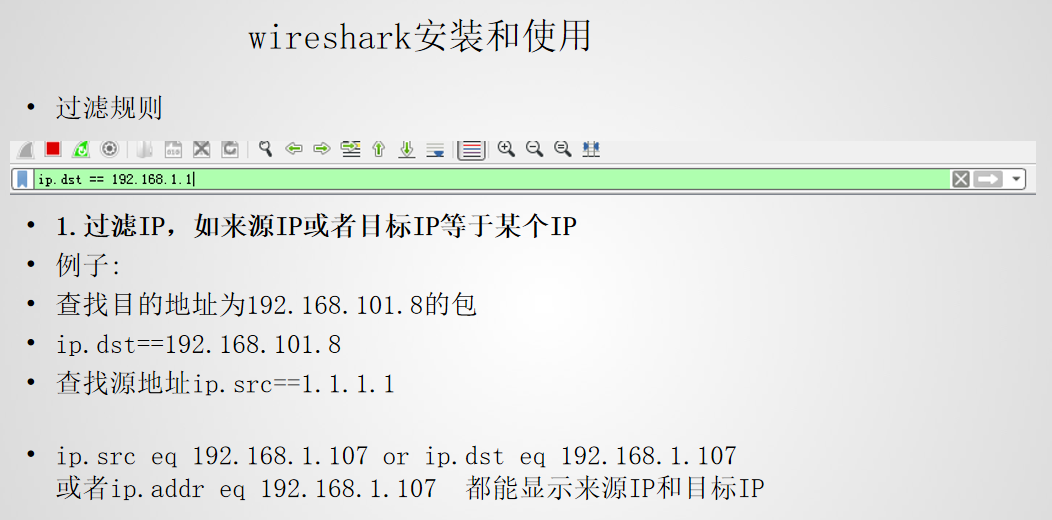 wireshark安装和使用
• 过滤规则
ip.dst == 192.168.1.1
• 1.过滤IP，如来源IP或者目标IP等于某个IP
• 例子:
• 查找目的地址为192.168.101.8的包
• ip.dst==192.168.101.8
• 查找源地址ip.src==1.1.1.1
• ip.src eq 192.168.1.107 or ip.dst eq 192.168.1.107
或者ip.addr eq 192.168.1.107 都能显示来源IP和目标IP